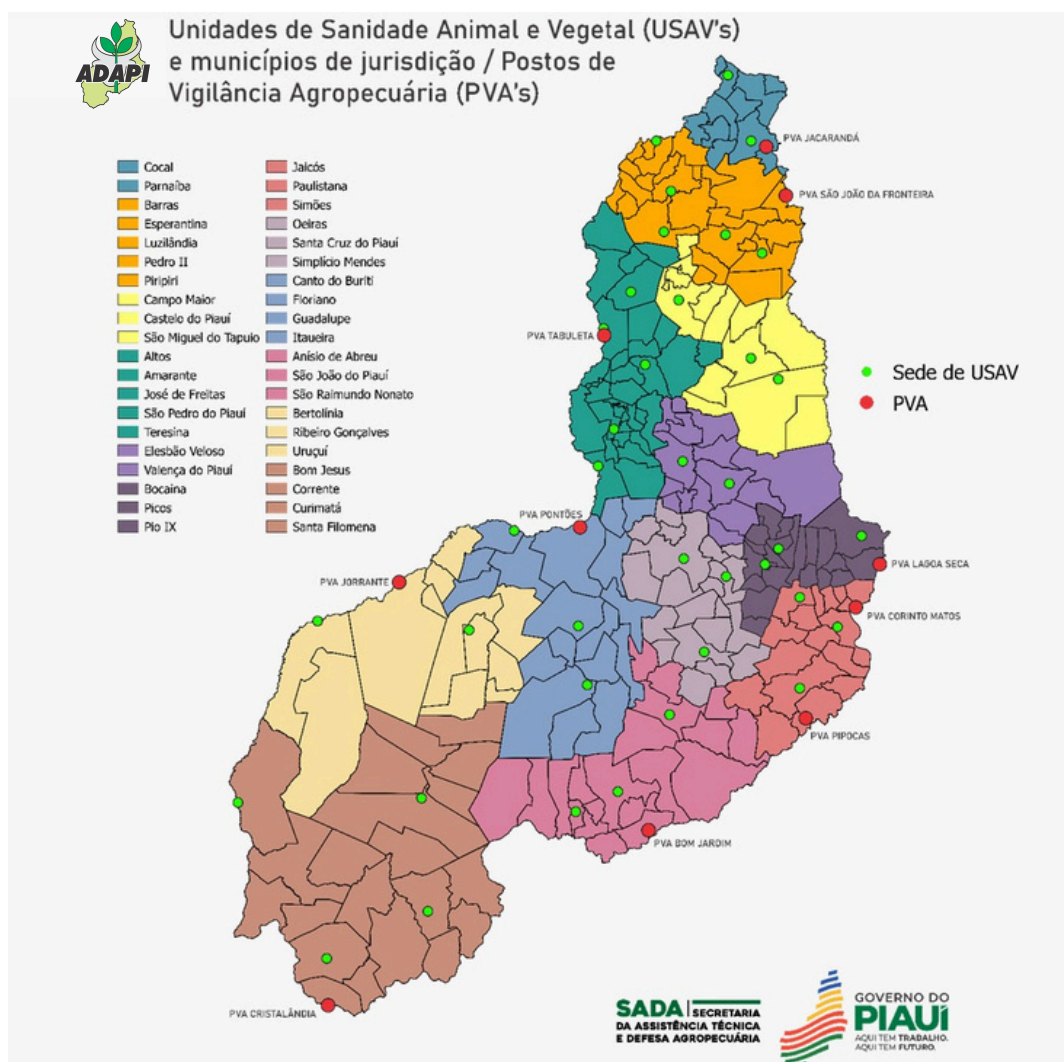 ADAPI
Unidades de Sanidade Animal e Vegetal (USAV's)
e municípios de jurisdição / Postos de
Vigilância Agropecuária (PVA's)
Cocal
Parnaíba
Barras
Esperantina
Luzilândia
Pedro II
Piripiri
Campo Maior
Castelo do Piauí
São Miguel do Tapuio
Altos
Amarante
José de Freitas
São Pedro do Piauí
Teresina
Elesbão Veloso
Valença do Piauí
Bocaina
Picos
Pio IX
Jaicós
Paulistana
Simões
Oeiras
Santa Cruz do Piauí
Simplício Mendes
Canto do Buriti
Floriano
Guadalupe
Itaueira
Anísio de Abreu
São João do Piauí
São Raimundo Nonato
Bertolínia
Ribeiro Gonçalves
Uruçuí
Bom Jesus
Corrente
Curimatá
Santa Filomena
PVA JACARANDÁ
PVA SÃO JOÃO DA FRONTEIRA
PVA TABULETA
Sede de USAV
PVA
PVA PONTÕES
PVA JORRANTE
PVA LAGOA SECA
PVA CORINTO MATOS
PVA PIPOCAS
PVA BOM JARDIM
PVA CRISTALÂNDIA
SADA SECRETARIA
DA ASSISTÊNCIA TÉCNICA
E DEFESA AGROPECUÁRIA
GOVERNO DO
PIAUÍ
AQUI TEM TRABALHO.
AQUI TEM FUTURO.